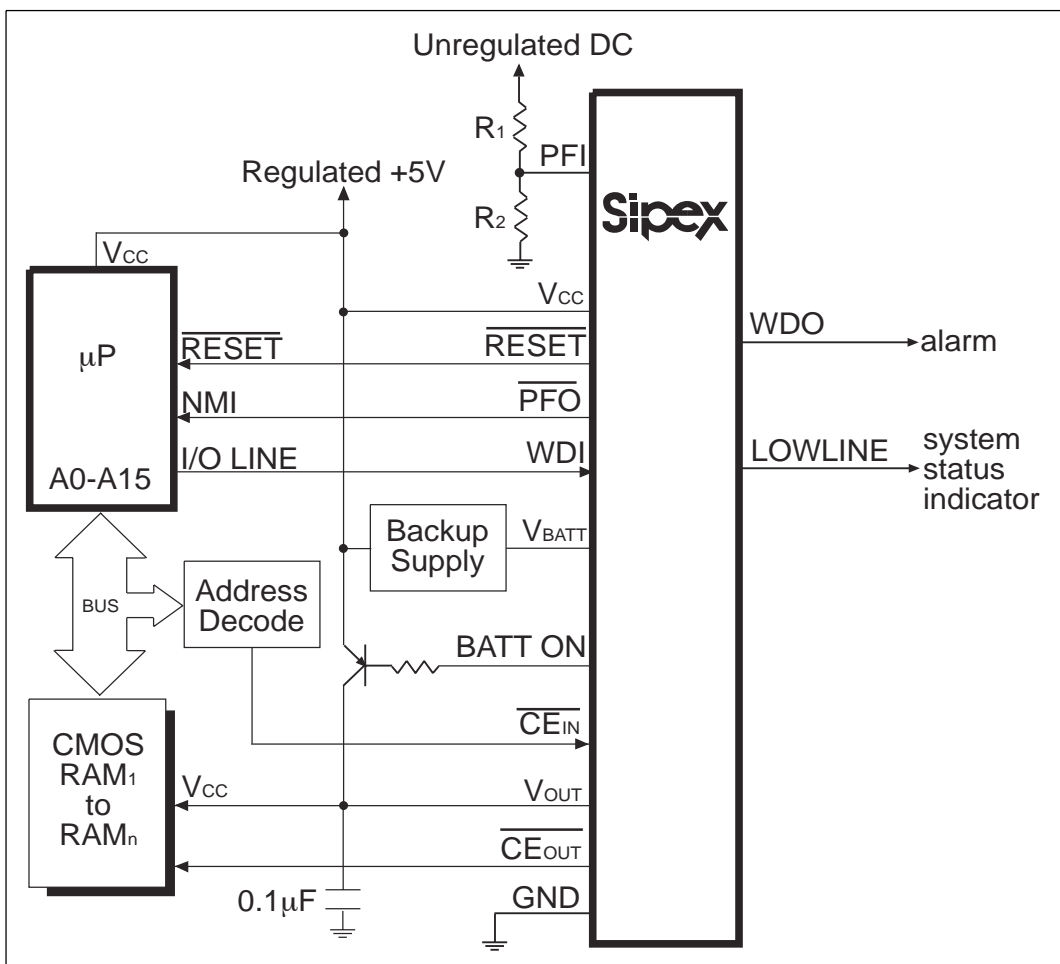 Unregulated DC
R1
PFI
R2
Regulated +5V
Sipex
VCC
VCC
μP
RESET
RESET
WDO
alarm
NMI
PFO
I/O LINE
WDI
LOWLINE
system
status
indicator
A0-A15
Backup
Supply
VBATT
BUS
Address
Decode
BATT ON
CEIN
CMOS
RAM1
to
RAMn
VCC
VOUT
CEOUT
0.1μF
GND